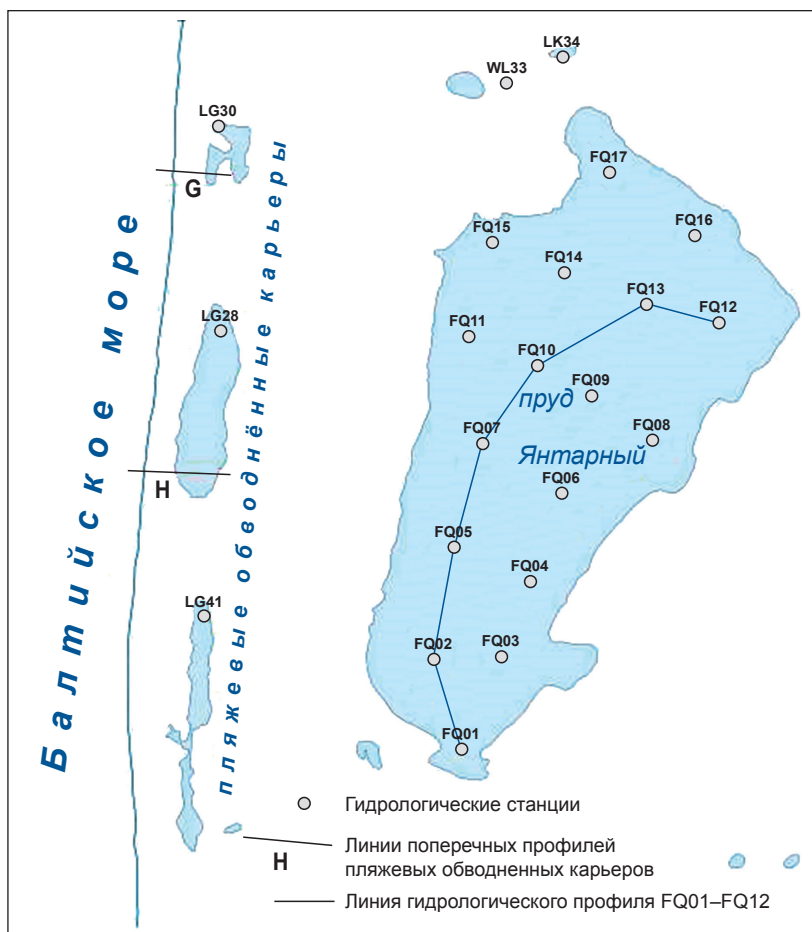 LK34
WL33
LG30
FQ17
G
FQ15
FQ16
FQ14
FQ13
FQ12
LG28
FQ11
FQ10
FQ09
пруд
FQ07
FQ08
Янтарный
H
FQ06
FQ05
FQ04
LG41
FQ02
FQ03
FQ01
Балтийское море
пляжевые обводнённые карьеры
Гидрологические станции
H
Линии поперечных профилей
пляжевых обводненных карьеров
Линия гидрологического профиля FQ01–FQ12